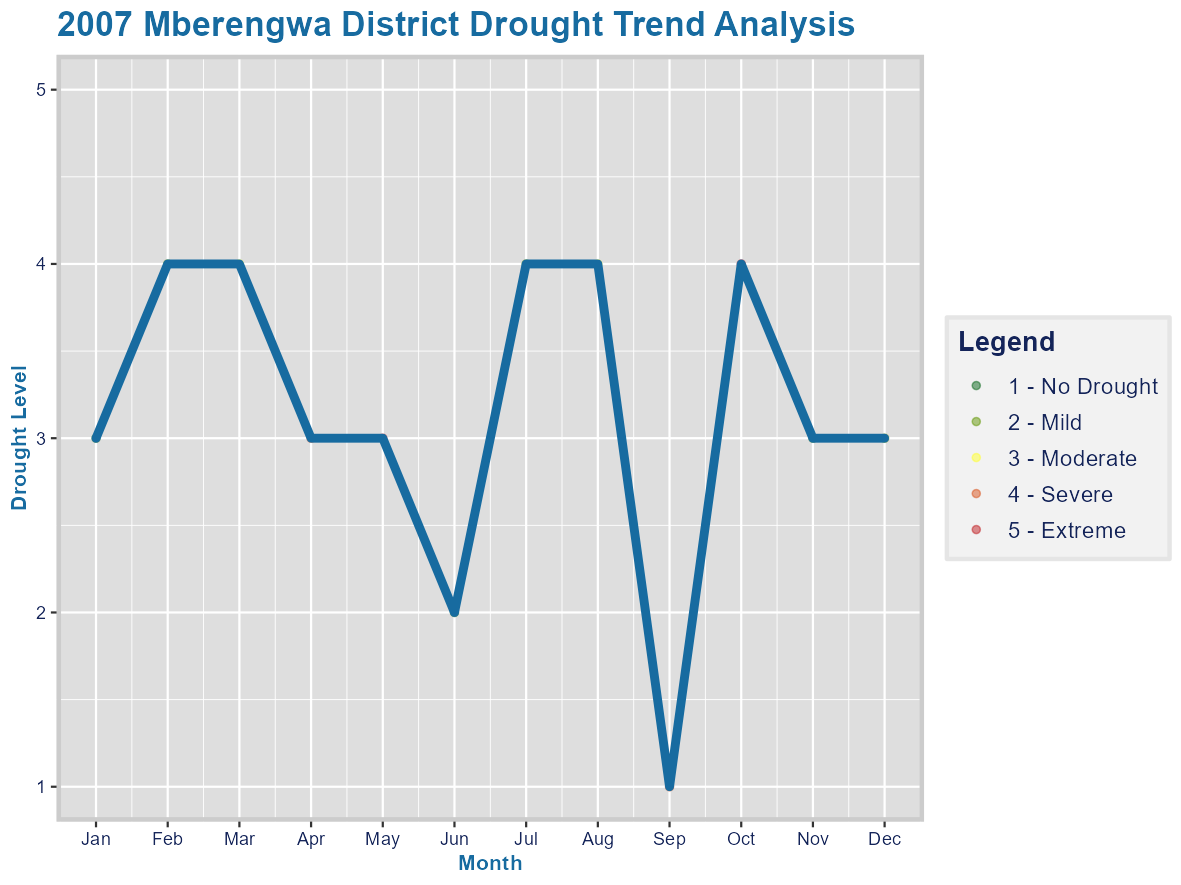 2007 Mberengwa District Drought Trend Analysis
5
4
3
2
1
Drought Level
Jan Feb Mar Apr May Jun Jul Aug Sep Oct Nov Dec
Month
Legend
1 - No Drought
2 - Mild
3 - Moderate
4 - Severe
5 - Extreme